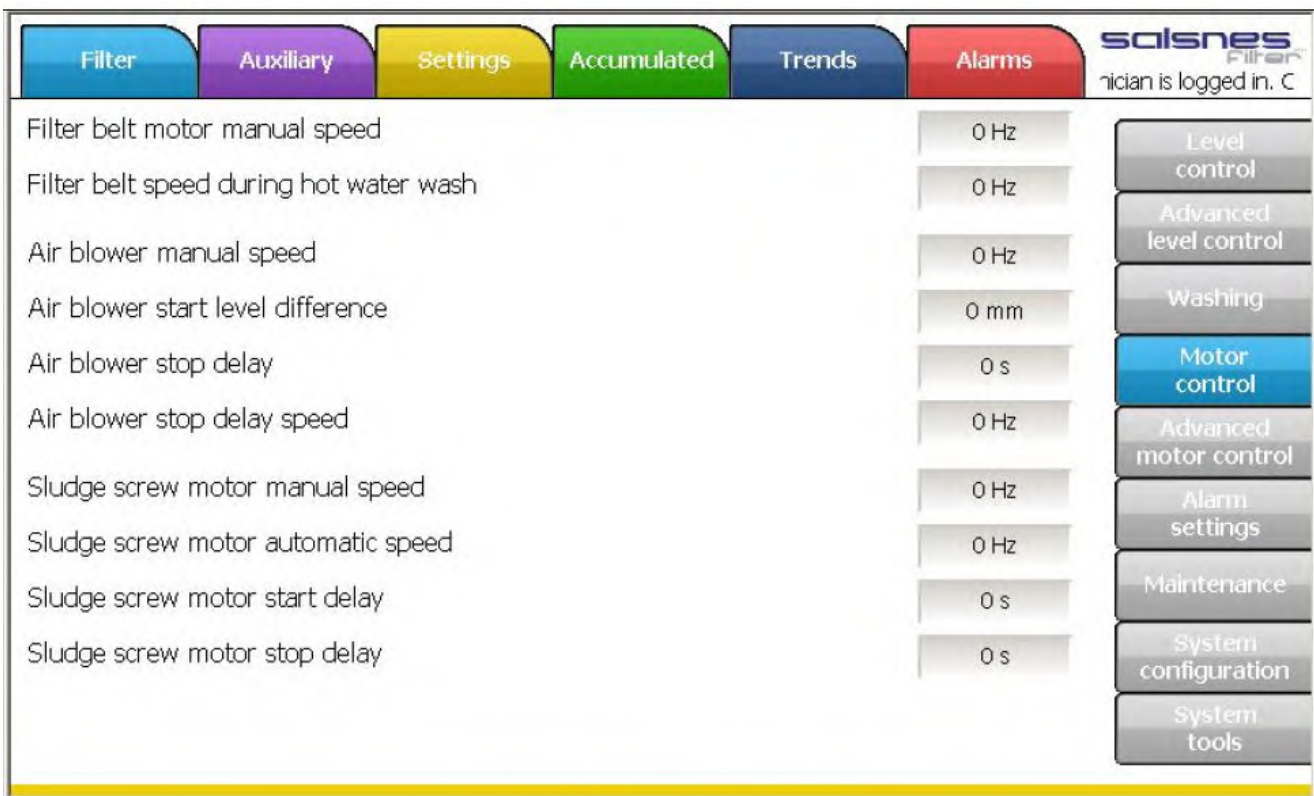 Filter Auxiliary Settings Accumulated Trends Alarms
salsnes
Filter
nician is logged in. C
Filter belt motor manual speed 0 Hz
Filter belt speed during hot water wash 0 Hz
Air blower manual speed 0 Hz
Air blower start level difference 0 mm
Air blower stop delay 0 s
Air blower stop delay speed 0 Hz
Sludge screw motor manual speed 0 Hz
Sludge screw motor automatic speed 0 Hz
Sludge screw motor start delay 0 s
Sludge screw motor stop delay 0 s
Level
control
Advanced
level control
Washing
Motor
control
Advanced
motor control
Alarm
settings
Maintenance
System
configuration
System
tools